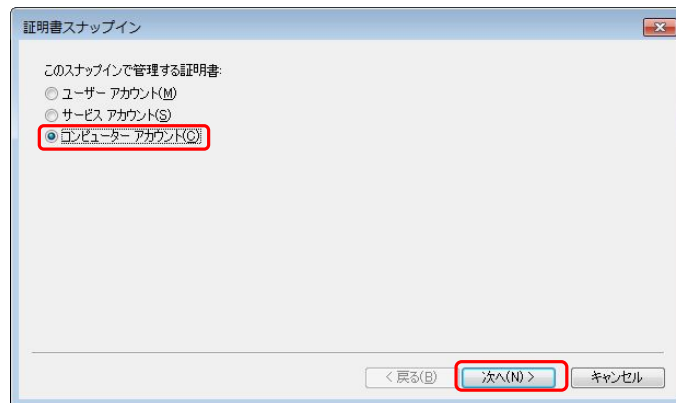 証明書スナップイン
このスナップインで管理する証明書:
ユーザー アカウント(M)
サービス アカウント(S)
コンピューター アカウント(C)
< 戻る(B) 次へ(N) > キャンセル